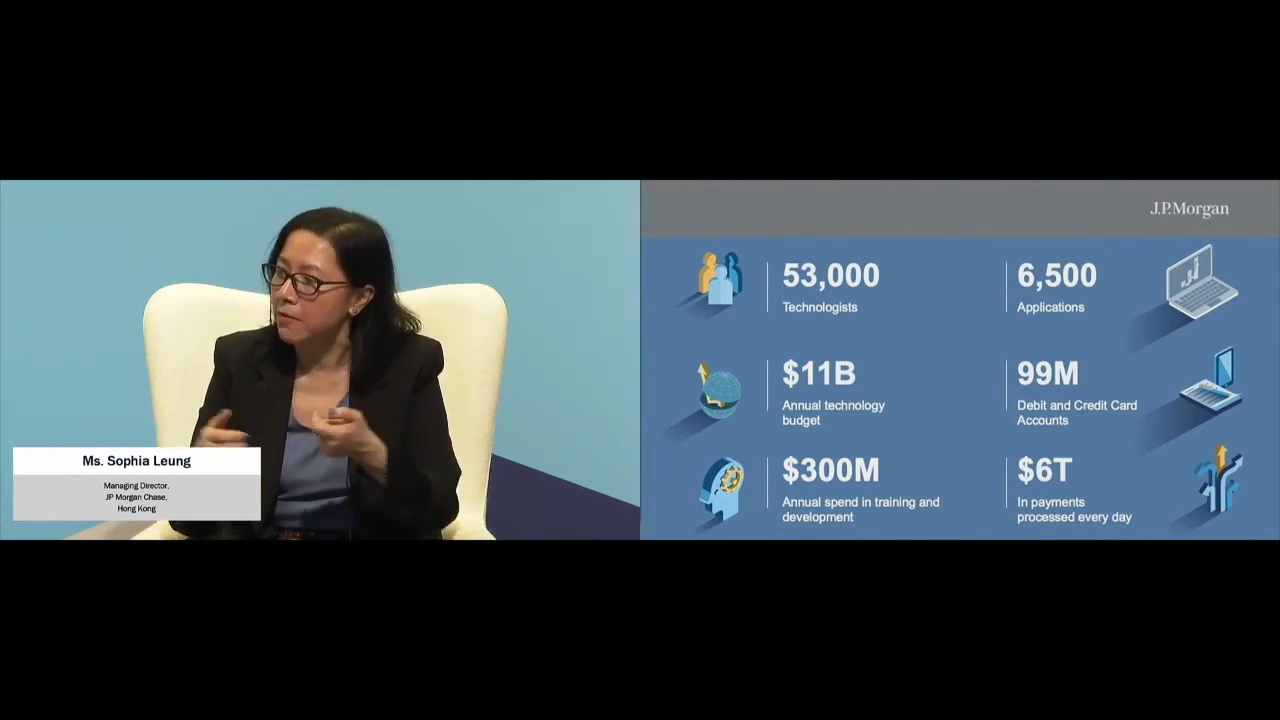 Ms. Sophia Leung
Managing Director,
JP Morgan Chase,
Hong Kong
J.P.Morgan
53,000
Technologists
6,500
Applications
$11B
Annual technology
budget
99M
Debit and Credit Card
Accounts
$300M
Annual spend in training and
development
$6T
In payments
processed every day